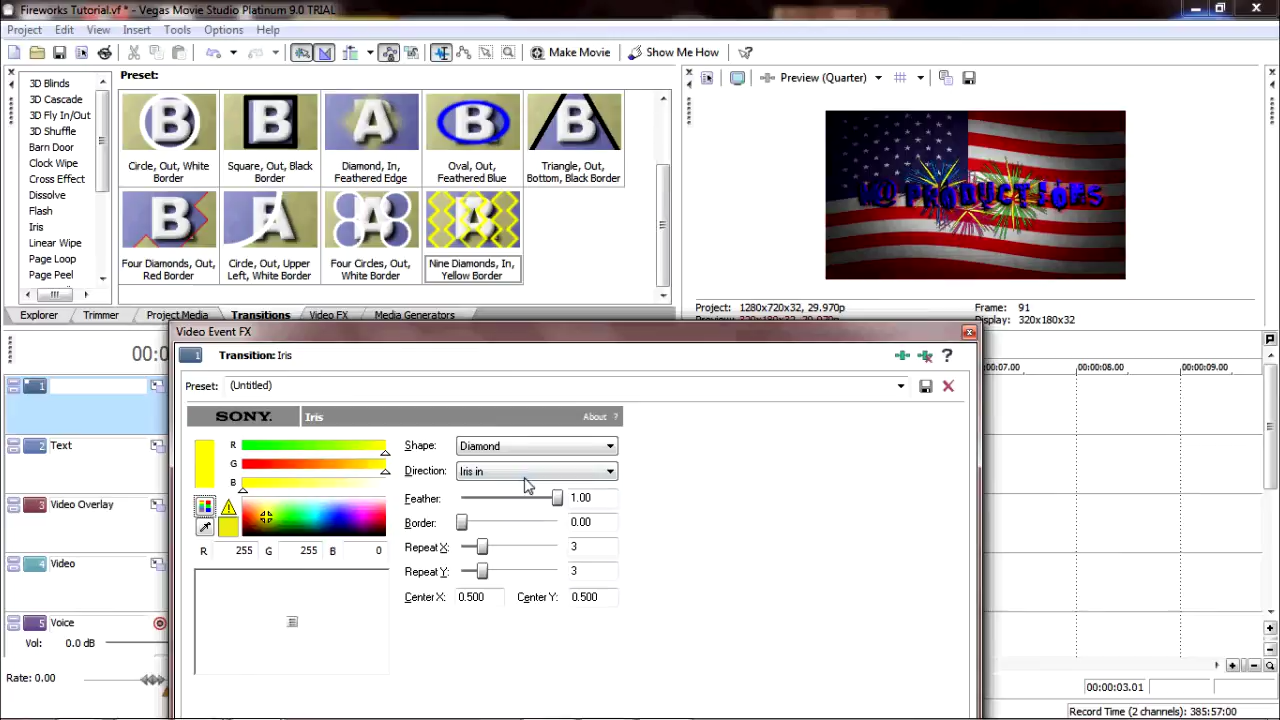 Fireworks Tutorial.vf * - Vegas Movie Studio Platinum 9.0 TRIAL
Project Edit View Insert Tools Options Help
Make Movie Show Me How
3D Blinds
3D Cascade
3D Fly In/Out
3D Shuffle
Barn Door
Clock Wipe
Cross Effect
Dissolve
Flash
Iris
Linear Wipe
Page Loop
Page Peel
Preset:
B B A B B
Circle, Out, White Border
Square, Out, Black Border
Diamond, In, Feathered Edge
Oval, Out, Feathered Blue
Triangle, Out, Bottom, Black Border
B A A A
Four Diamonds, Out, Red Border
Circle, Out, Upper Left, White Border
Four Circles, Out, White Border
Nine Diamonds, In, Yellow Border
Explorer Trimmer Project Media Transitions Video FX Media Generators
Preview (Quarter)
PRODUCTIONS
Project: 1280x720x32, 29.970p
Frame: 91
Display: 320x180x32
Video Event FX
1 Transition: Iris
?
Preset: (Untitled)
SONY. Iris About ?
R
G
B
R 255 G 255 B 0
Shape: Diamond
Direction: Iris in
Feather: 1.00
Border: 0.00
Repeat X: 3
Repeat Y: 3
Center X: 0.500 Center Y: 0.500
00:0
1
2 Text
3 Video Overlay
4 Video
5 Voice
Vol: 0.0 dB
Rate: 0.00
00:00:07.00 00:00:08.00 00:00:09.00
00:00:03.01
Record Time (2 channels): 385:57:00